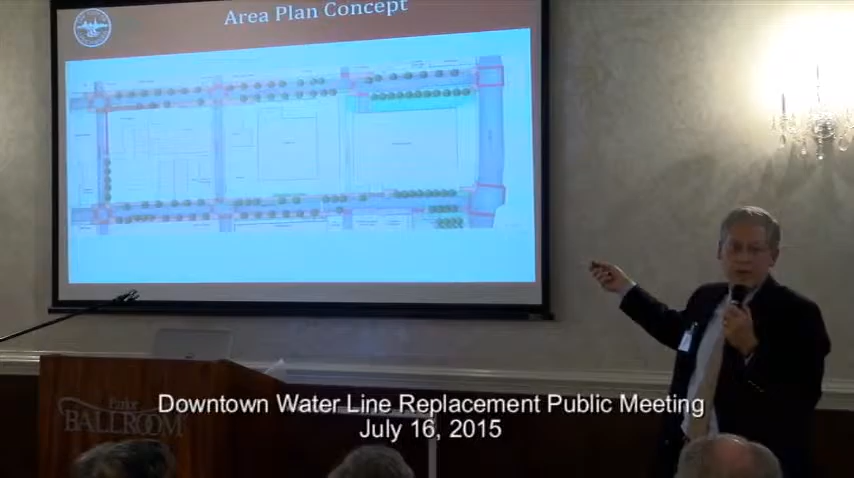 Area Plan Concept
BALLROOM
Downtown Water Line Replacement Public Meeting
July 16, 2015